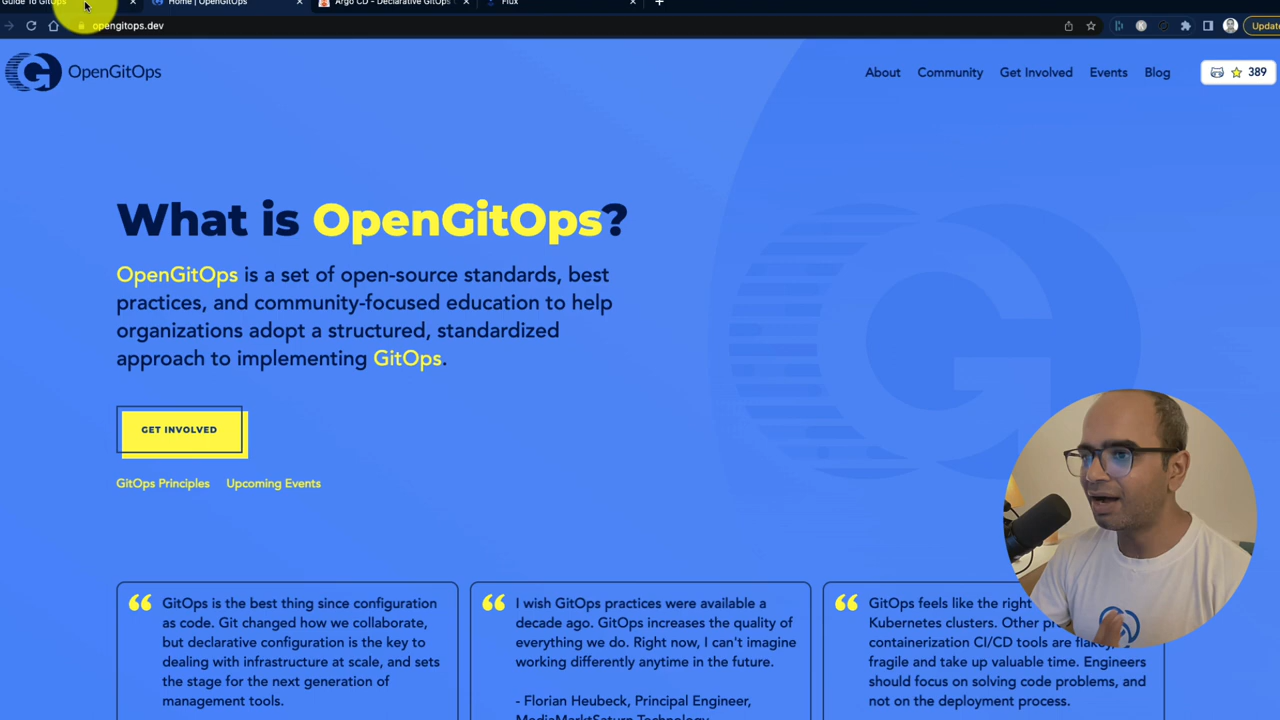 Guide To GitOps
Home | OpenGitOps
Argo CD - Declarative GitOps
Flux
opengitops.dev
Update
OpenGitOps
About
Community
Get Involved
Events
Blog
389
What is OpenGitOps?
OpenGitOps is a set of open-source standards, best
practices, and community-focused education to help
organizations adopt a structured, standardized
approach to implementing GitOps.
GET INVOLVED
GitOps Principles
Upcoming Events
GitOps is the best thing since configuration
as code. Git changed how we collaborate,
but declarative configuration is the key to
dealing with infrastructure at scale, and sets
the stage for the next generation of
management tools.
I wish GitOps practices were available a
decade ago. GitOps increases the quality of
everything we do. Right now, I can't imagine
working differently anytime in the future.
- Florian Heubeck, Principal Engineer,
MediaMarktSaturn Technology
GitOps feels like the right
Kubernetes clusters. Other
containerization CI/CD tools are
fragile and take up valuable time. Engineers
should focus on solving code problems, and
not on the deployment process.